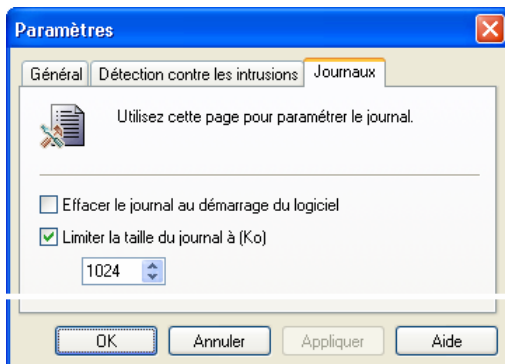 Paramètres
Général Détection contre les intrusions Journaux
Utilisez cette page pour paramétrer le journal.
Effacer le journal au démarrage du logiciel
Limiter la taille du journal à (Ko)
1024
OK Annuler Appliquer Aide